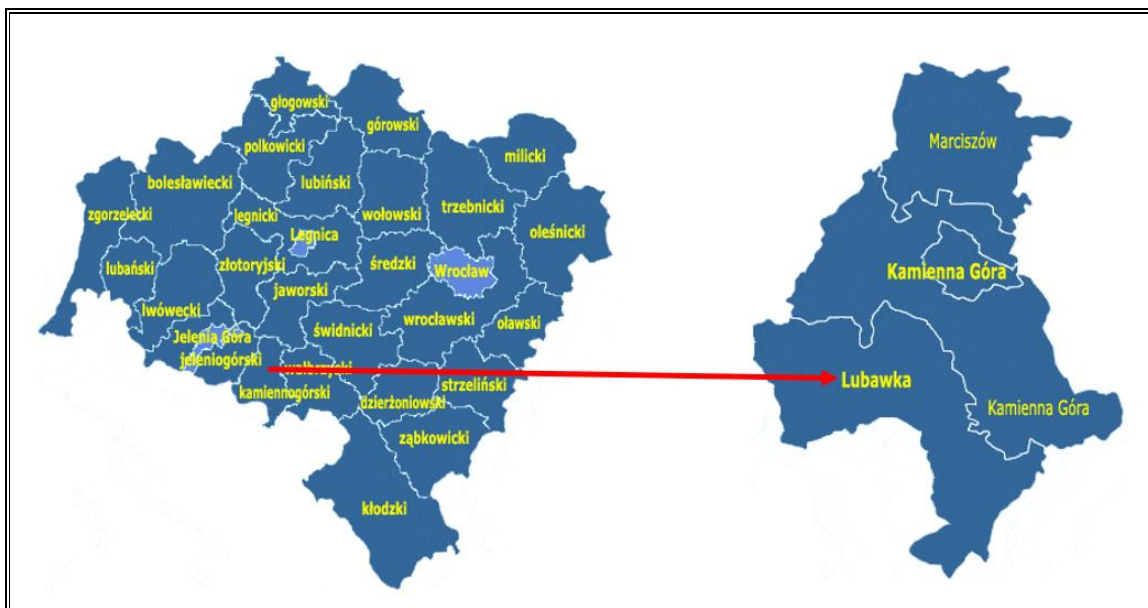 głogowski
górowski
polkowicki
milicki
bolesławiecki
lubiński
trzebnicki
zgorzelecki
legnicki
wołowski
oleśnicki
Legnica
lubański
złotoryjski
średzki
Wrocław
jaworski
lwówecki
wrocławski
oławski
świdnicki
Jelenia Góra
jeleniogórski
wałbrzyski
strzeliński
kamiennogórski
dzierżoniowski
ząbkowicki
kłodzki
Marciszów
Kamienna Góra
Lubawka
Kamienna Góra